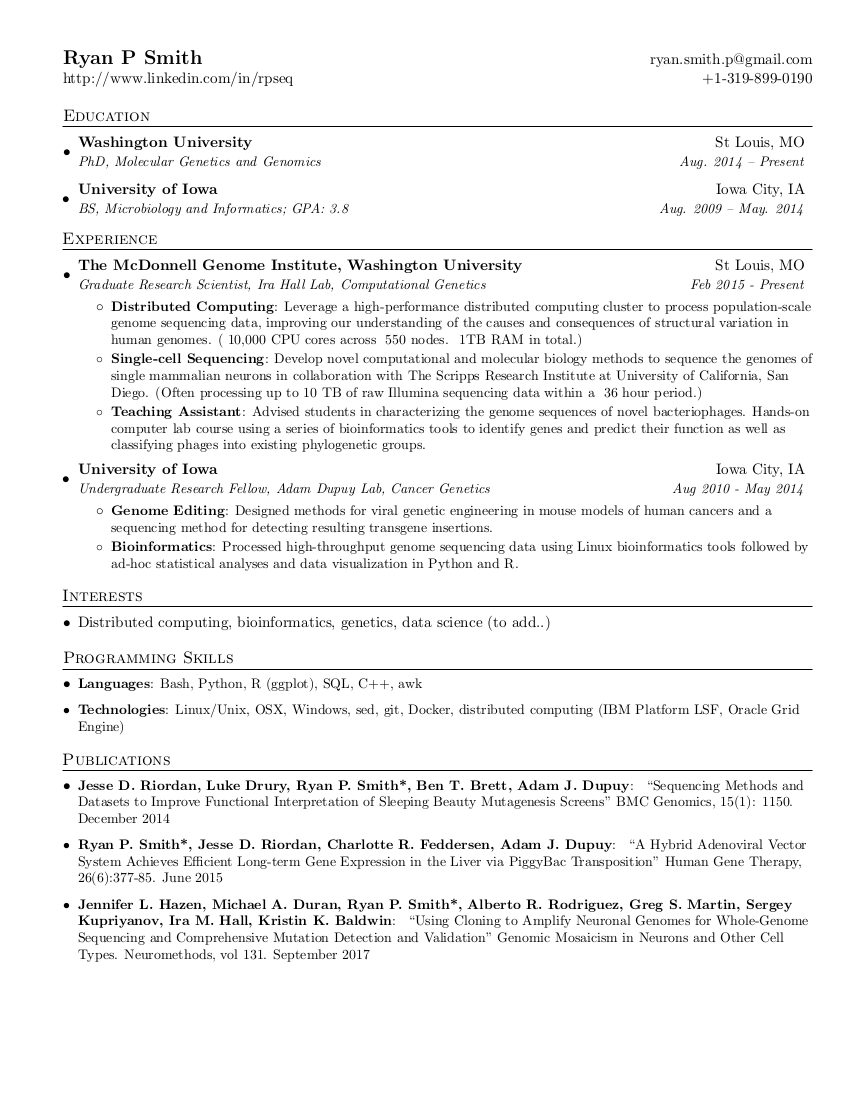 Ryan P Smith ryan.smith.p@gmail.com
http://www.linkedin.com/in/rpseq +1-319-899-0190
Education
• Washington University St Louis, MO
PhD, Molecular Genetics and Genomics Aug. 2014 – Present
• University of Iowa Iowa City, IA
BS, Microbiology and Informatics; GPA: 3.8 Aug. 2009 – May. 2014
Experience
• The McDonnell Genome Institute, Washington University St Louis, MO
Graduate Research Scientist, Ira Hall Lab, Computational Genetics Feb 2015 - Present
◦ Distributed Computing: Leverage a high-performance distributed computing cluster to process population-scale
genome sequencing data, improving our understanding of the causes and consequences of structural variation in
human genomes. ( 10,000 CPU cores across 550 nodes. 1TB RAM in total.)
◦ Single-cell Sequencing: Develop novel computational and molecular biology methods to sequence the genomes of
single mammalian neurons in collaboration with The Scripps Research Institute at University of California, San
Diego. (Often processing up to 10 TB of raw Illumina sequencing data within a 36 hour period.)
◦ Teaching Assistant: Advised students in characterizing the genome sequences of novel bacteriophages. Hands-on
computer lab course using a series of bioinformatics tools to identify genes and predict their function as well as
classifying phages into existing phylogenetic groups.
• University of Iowa Iowa City, IA
Undergraduate Research Fellow, Adam Dupuy Lab, Cancer Genetics Aug 2010 - May 2014
◦ Genome Editing: Designed methods for viral genetic engineering in mouse models of human cancers and a
sequencing method for detecting resulting transgene insertions.
◦ Bioinformatics: Processed high-throughput genome sequencing data using Linux bioinformatics tools followed by
ad-hoc statistical analyses and data visualization in Python and R.
Interests
• Distributed computing, bioinformatics, genetics, data science (to add..)
Programming Skills
• Languages: Bash, Python, R (ggplot), SQL, C++, awk
• Technologies: Linux/Unix, OSX, Windows, sed, git, Docker, distributed computing (IBM Platform LSF, Oracle Grid
Engine)
Publications
• Jesse D. Riordan, Luke Drury, Ryan P. Smith*, Ben T. Brett, Adam J. Dupuy: “Sequencing Methods and
Datasets to Improve Functional Interpretation of Sleeping Beauty Mutagenesis Screens” BMC Genomics, 15(1): 1150.
December 2014
• Ryan P. Smith*, Jesse D. Riordan, Charlotte R. Feddersen, Adam J. Dupuy: “A Hybrid Adenoviral Vector
System Achieves Efficient Long-term Gene Expression in the Liver via PiggyBac Transposition” Human Gene Therapy,
26(6):377-85. June 2015
• Jennifer L. Hazen, Michael A. Duran, Ryan P. Smith*, Alberto R. Rodriguez, Greg S. Martin, Sergey
Kupriyanov, Ira M. Hall, Kristin K. Baldwin: “Using Cloning to Amplify Neuronal Genomes for Whole-Genome
Sequencing and Comprehensive Mutation Detection and Validation” Genomic Mosaicism in Neurons and Other Cell
Types. Neuromethods, vol 131. September 2017